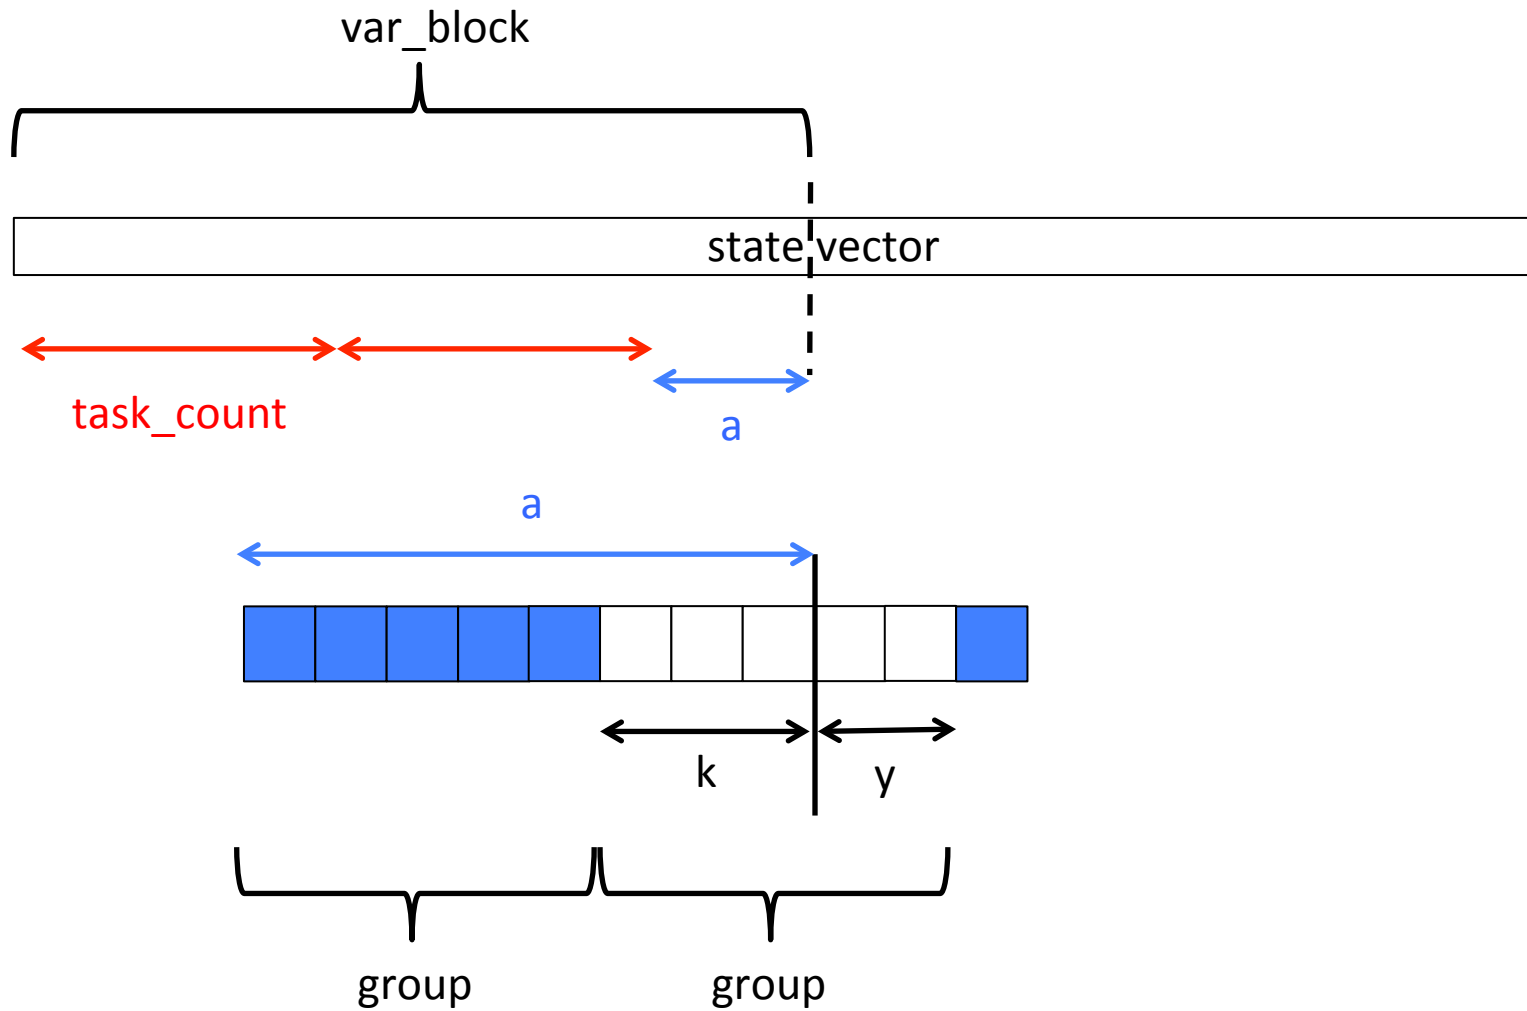 var_block
state vector
task_count
a
a
k
y
group
group